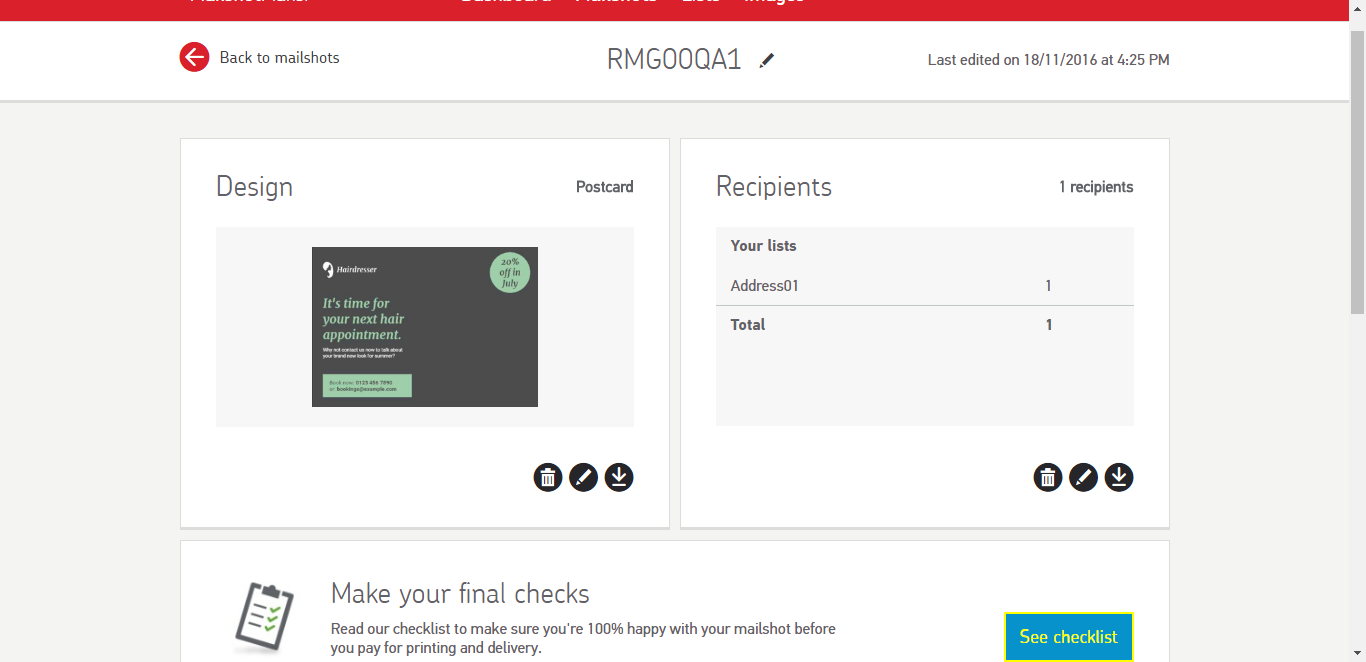 MailshotMaker
Dashboard Mailshots Lists Images
Back to mailshots
RMG00QA1
Last edited on 18/11/2016 at 4:25 PM
Design
Postcard
Hairdresser
20%
off in
July
It's time for
your next hair
appointment.
Why not contact us now to talk about
your brand new look for summer?
Book now: 0123 456 7890
or: bookings@example.com
Recipients
1 recipients
Your lists
Address01 1
Total 1
Make your final checks
Read our checklist to make sure you're 100% happy with your mailshot before
you pay for printing and delivery.
See checklist